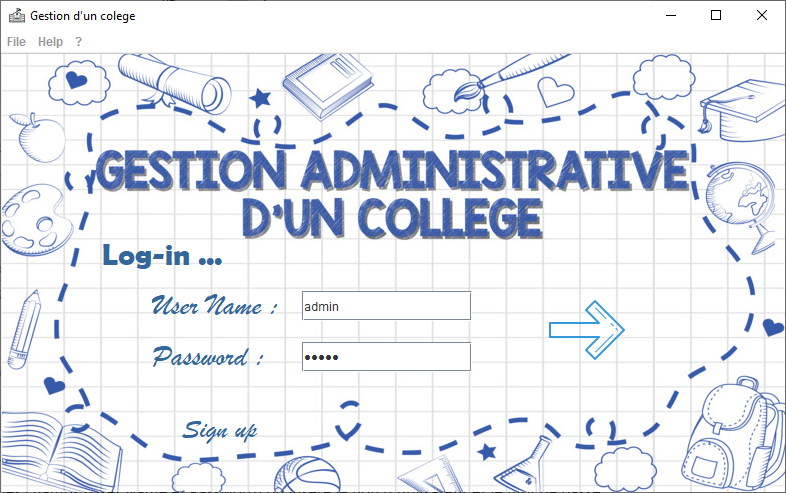 Gestion d'un colege
File Help ?
GESTION ADMINISTRATIVE
D'UN COLLEGE
Log-in ...
User Name : admin
Password : •••••
Sign up